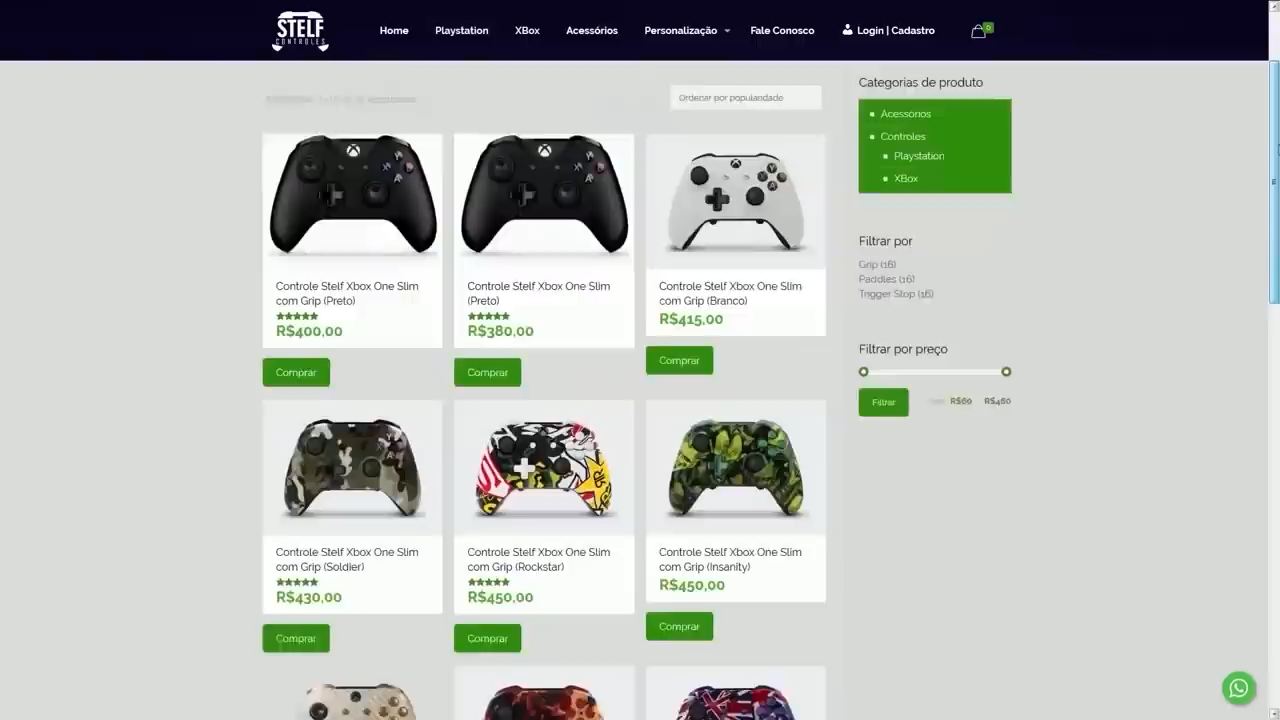 STELF
CONTROLES
Home
Playstation
XBox
Acessórios
Personalização
Fale Conosco
Login | Cadastro
0
Ordenar por popularidade
Categorias de produto
Acessórios
Controles
Playstation
XBox
Filtrar por
Grip (16)
Paddles (16)
Trigger Stop (16)
Filtrar por preço
Filtrar
R$60
R$460
Controle Stelf Xbox One Slim
com Grip (Preto)
R$400,00
Comprar
Controle Stelf Xbox One Slim
(Preto)
R$380,00
Comprar
Controle Stelf Xbox One Slim
com Grip (Branco)
R$415,00
Comprar
Controle Stelf Xbox One Slim
com Grip (Soldier)
R$430,00
Comprar
Controle Stelf Xbox One Slim
com Grip (Rockstar)
R$450,00
Comprar
Controle Stelf Xbox One Slim
com Grip (Insanity)
R$450,00
Comprar